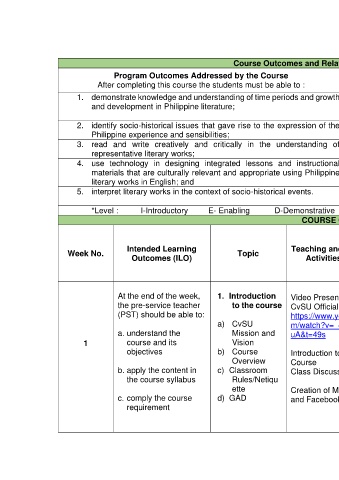 Course Outcomes and Rela
Program Outcomes Addressed by the Course
After completing this course the students must be able to :
1. demonstrate knowledge and understanding of time periods and growth
and development in Philippine literature;
2. identify socio-historical issues that gave rise to the expression of the
Philippine experience and sensibilities;
3. read and write creatively and critically in the understanding of
representative literary works;
4. use technology in designing integrated lessons and instructional
materials that are culturally relevant and appropriate using Philippine
literary works in English; and
5. interpret literary works in the context of socio-historical events.
*Level : I-Introductory E- Enabling D-Demonstrative
COURSE
Week No.
Intended Learning
Outcomes (ILO)
Topic
Teaching and
Activities
1
At the end of the week,
the pre-service teacher
(PST) should be able to:
a. understand the
course and its
objectives
b. apply the content in
the course syllabus
c. comply the course
requirement
1. Introduction
to the course
a) CvSU
Mission and
Vision
b) Course
Overview
c) Classroom
Rules/Netiqu
ette
d) GAD
Video Presen
CvSU Official
https://www.y
m/watch?v=
uA&t=49s
Introduction to
Course
Class Discuss
Creation of M
and Facebook